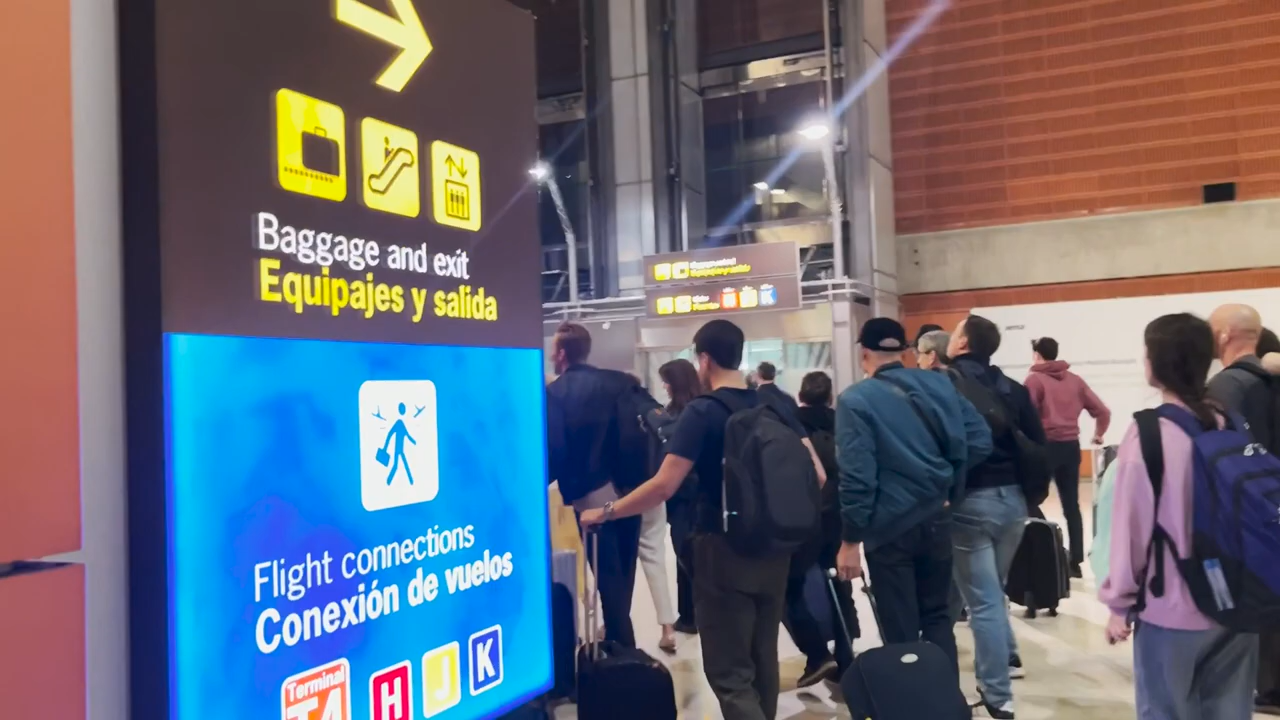 Baggage and exit
Equipajes y salida
Flight connections
Conexión de vuelos
Terminal
T4
H J K
K